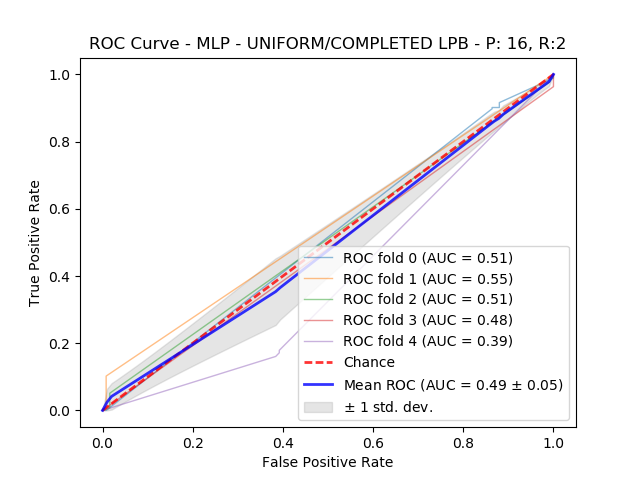 ROC Curve - MLP - UNIFORM/COMPLETED LPB - P: 16, R:2
True Positive Rate
1.0
0.8
0.6
0.4
0.2
0.0
ROC fold 0 (AUC = 0.51)
ROC fold 1 (AUC = 0.55)
ROC fold 2 (AUC = 0.51)
ROC fold 3 (AUC = 0.48)
ROC fold 4 (AUC = 0.39)
Chance
Mean ROC (AUC = 0.49 ± 0.05)
± 1 std. dev.
0.0 0.2 0.4 0.6 0.8 1.0
False Positive Rate